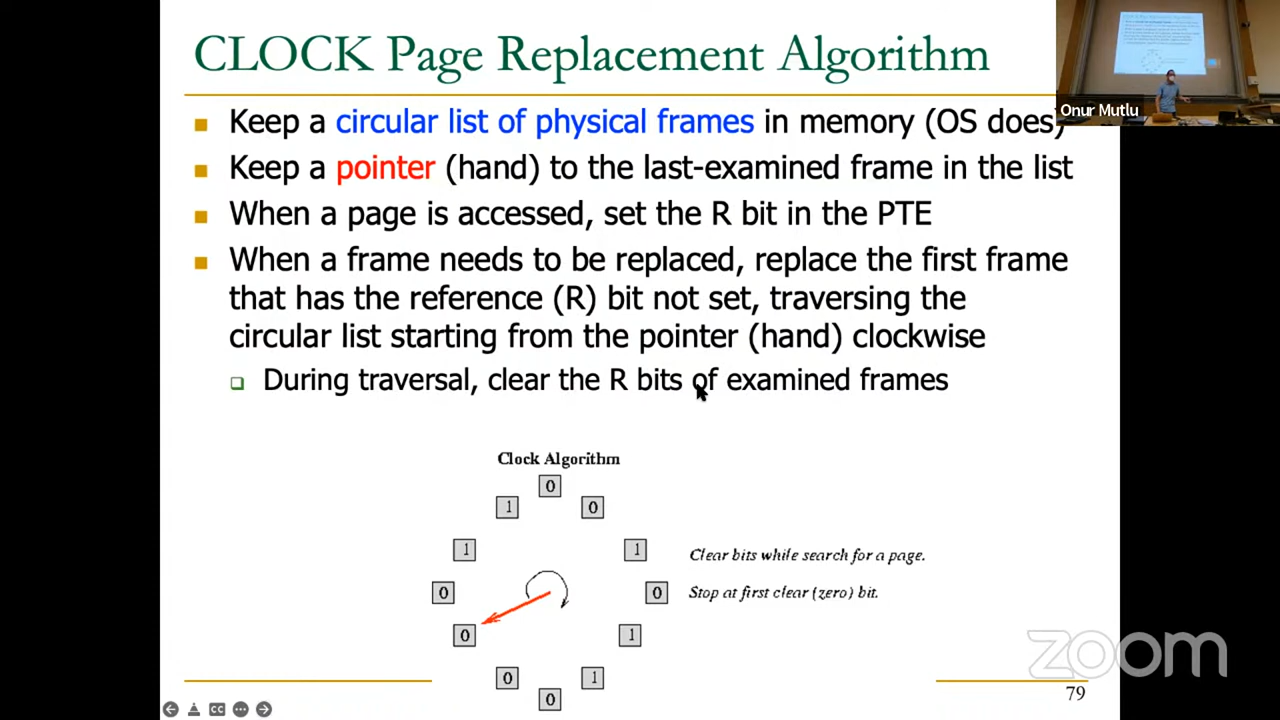 CLOCK Page Replacement Algorithm
Onur Mutlu
Keep a circular list of physical frames in memory (OS does)
Keep a pointer (hand) to the last-examined frame in the list
When a page is accessed, set the R bit in the PTE
When a frame needs to be replaced, replace the first frame
that has the reference (R) bit not set, traversing the
circular list starting from the pointer (hand) clockwise
During traversal, clear the R bits of examined frames
Clock Algorithm
0
1 0
1 1
Clear bits while search for a page.
0 0
Stop at first clear (zero) bit.
0 1
0 1
0
zoom
79
CC